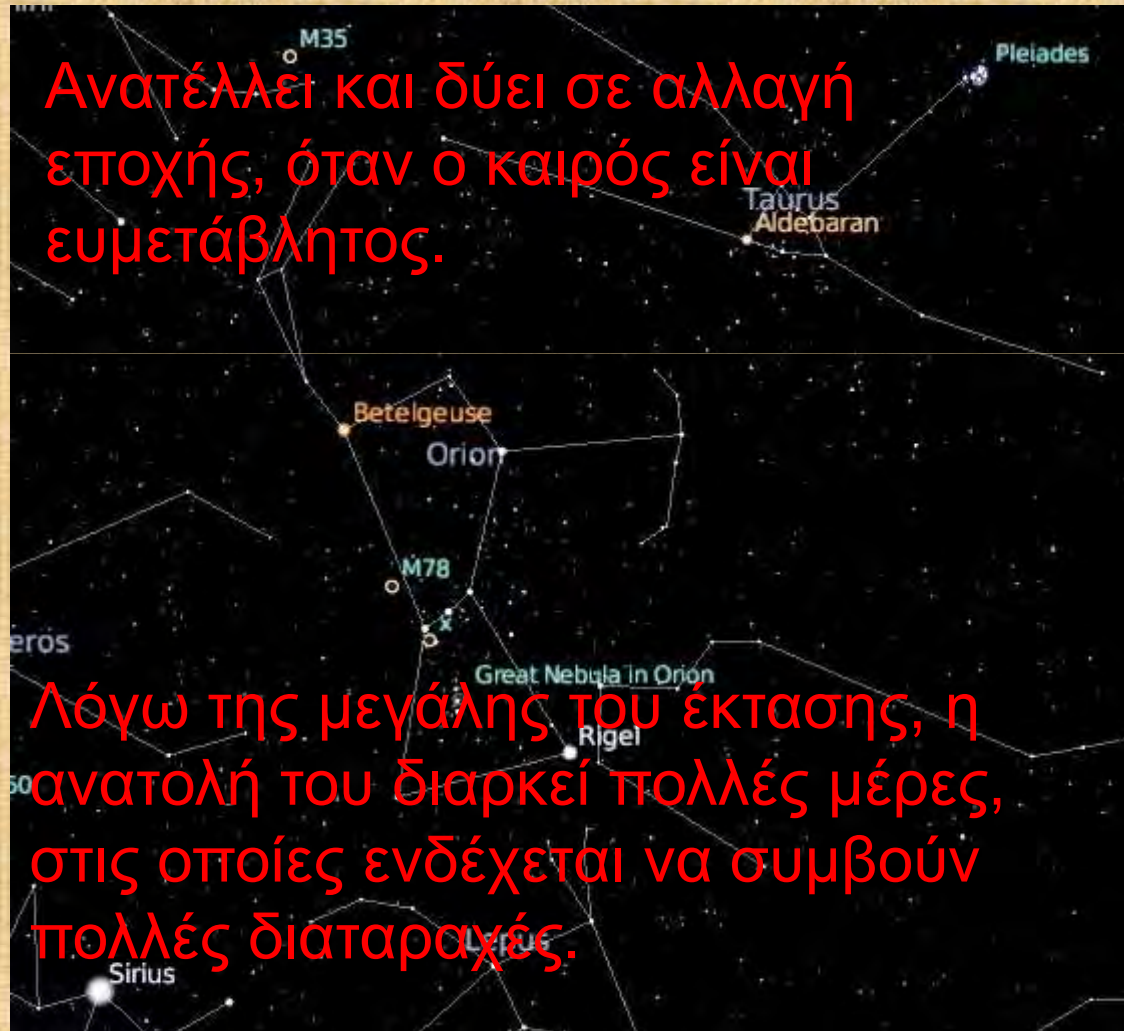 M35
Pleiades
Ανατέλλει και δύει σε αλλαγή
εποχής, όταν ο καιρός είναι
ευμετάβλητος.
Taurus
Aldebaran
Betelgeuse
Orion
M78
eros
Great Nebula in Orion
Λόγω της μεγάλης του έκτασης, η
Rigel
ανατολή του διαρκεί πολλές μέρες,
στις οποίες ενδέχεται να συμβούν
πολλές διαταραχές.
Lepus
Sirius